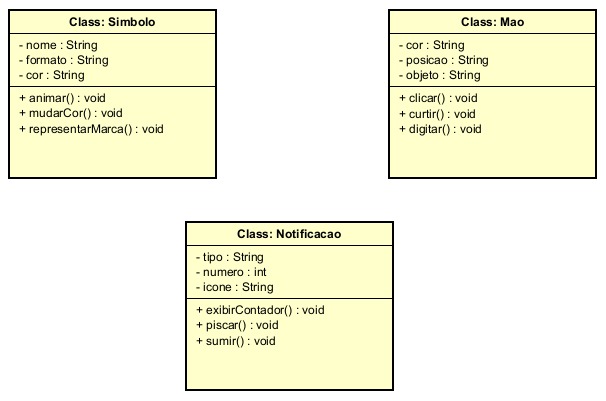 Class: Simbolo
- nome : String
- formato : String
- cor : String
+ animar() : void
+ mudarCor() : void
+ representarMarca() : void
Class: Mao
- cor : String
- posicao : String
- objeto : String
+ clicar() : void
+ curtir() : void
+ digitar() : void
Class: Notificacao
- tipo : String
- numero : int
- icone : String
+ exibirContador() : void
+ piscar() : void
+ sumir() : void